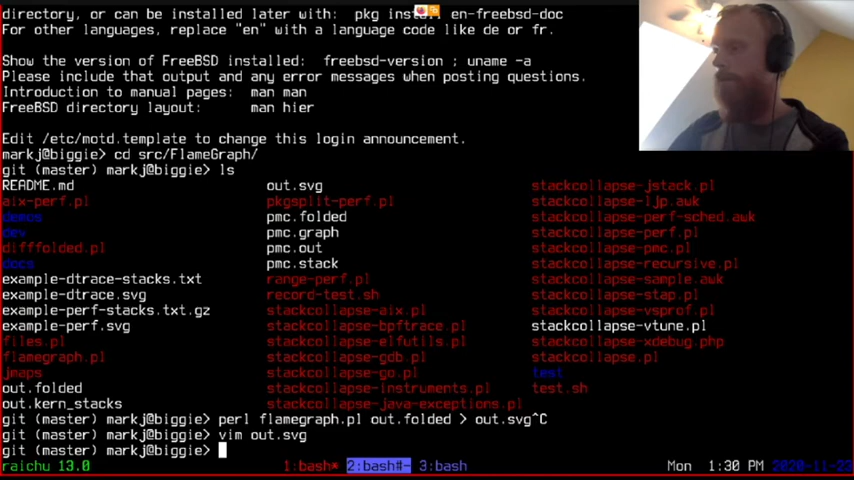 directory, or can be installed later with:  pkg install en-freebsd-doc
For other languages, replace "en" with a language code like de or fr.
Show the version of FreeBSD installed:  freebsd-version ; uname -a
Please include that output and any error messages when posting questions.
Introduction to manual pages:  man man
FreeBSD directory layout:      man hier
Edit /etc/motd.template to change this login announcement.
markj@biggie> cd src/FlameGraph/
git (master) markj@biggie> ls
README.md out.svg stackcollapse-jstack.pl
aix-perf.pl pkgsplit-perf.pl stackcollapse-ljp.awk
demos pmc.folded stackcollapse-perf-sched.awk
dev pmc.graph stackcollapse-perf.pl
difffolded.pl pmc.out stackcollapse-pmc.pl
docs pmc.stack stackcollapse-recursive.pl
example-dtrace-stacks.txt range-perf.pl stackcollapse-sample.awk
example-dtrace.svg record-test.sh stackcollapse-stap.pl
example-perf-stacks.txt.gz stackcollapse-aix.pl stackcollapse-vsprof.pl
example-perf.svg stackcollapse-bpftrace.pl stackcollapse-vtune.pl
files.pl stackcollapse-elfutils.pl stackcollapse-xdebug.php
flamegraph.pl stackcollapse-gdb.pl stackcollapse.pl
jmaps stackcollapse-go.pl test
out.folded stackcollapse-instruments.pl test.sh
out.kern_stacks stackcollapse-java-exceptions.pl
git (master) markj@biggie> perl flamegraph.pl out.folded > out.svg^C
git (master) markj@biggie> vim out.svg
git (master) markj@biggie>
raichu 13.0 1:bash* 2:bash#- 3:bash Mon 1:30 PM 2020-11-23